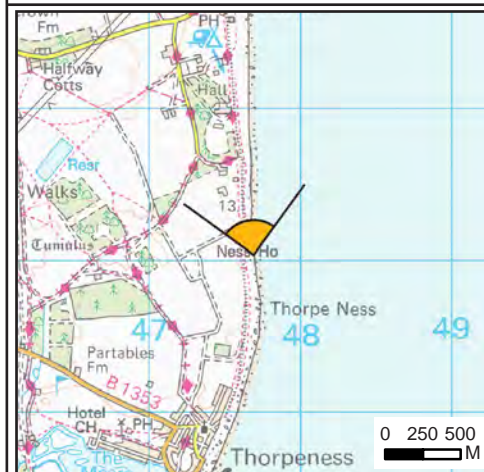 PH
Fm
Halfway
Cotts
Hall
Resr
Walks
13
Tumulus
Ness Ho
Thorpe Ness
47
48
49
Partables
Fm
B 1353
Hotel
CH
PH
The
0 250 500
M
Thorpeness